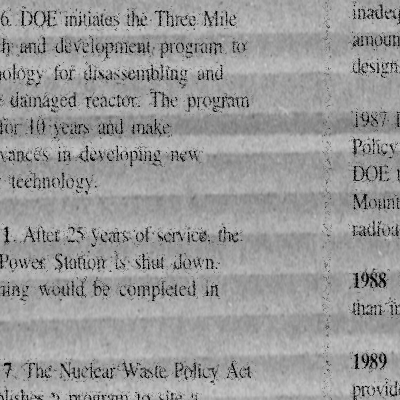 6. DOE initiates the Three Mile
h and development program to
ology for disassembling and
damaged reactor. The program
for 10 years and make
vances in developing new
technology.
1. After 25 years of service, the
Power Station is shut down.
ning would be completed in
7. The Nuclear Waste Policy Act
blishes a program to site a
inadeq
amoun
design
1987
Policy
DOE
Mount
radioa
1988
than in
1989
provide